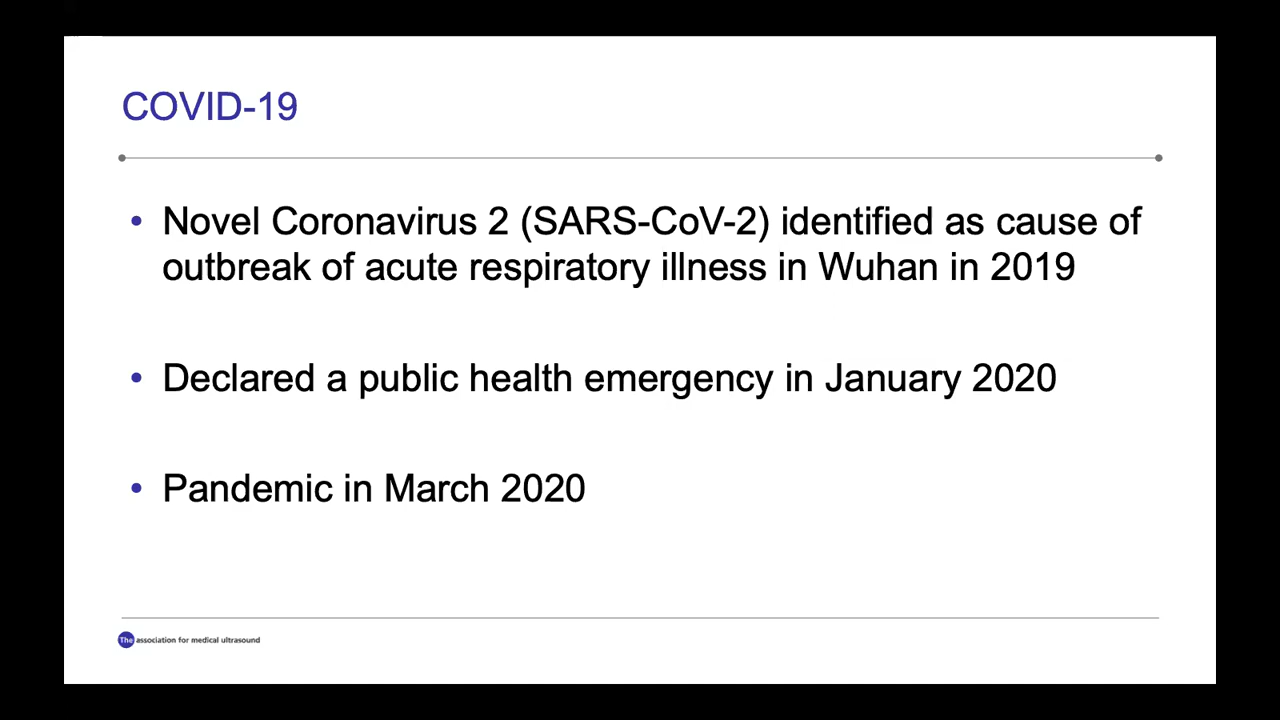 COVID-19
• Novel Coronavirus 2 (SARS-CoV-2) identified as cause of
outbreak of acute respiratory illness in Wuhan in 2019
• Declared a public health emergency in January 2020
• Pandemic in March 2020
The association for medical ultrasound